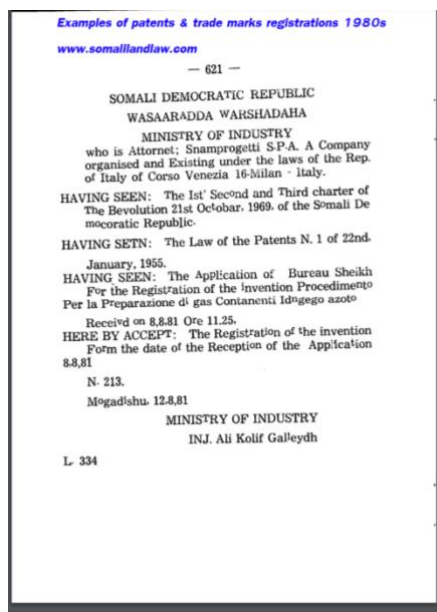 Examples of patents & trade marks registrations 1980s
www.somalilandlaw.com
— 621 —
SOMALI DEMOCRATIC REPUBLIC
WASAARADDA WARSHADAHA
MINISTRY OF INDUSTRY
who is Attornet; Snamprogetti S-P-A. A Company
organised and Existing under the laws of the Rep.
of Italy of Corso Venezia 16-Milan - italy.
HAVING SEEN: The Ist' Second and Third charter of
The Bevolution 21st Octobar, 1969, of the Somali De
mocoratic Republic.
HAVING SETN: The Law of the Patents N. 1 of 22nd,
January, 1955.
HAVING SEEN: The Application of Bureau Sheikh
For the Registration of the invention Procedimento
Per la Preparazione di gas Contanenti Idngego azoto
Receivd on 8,8,81 Ore 11.25,
HERE BY ACCEPT: The Registration of the invention
Form the date of the Reception of the Application
8.8,81
N. 213.
Mogadishu, 12.8,81
MINISTRY OF INDUSTRY
INJ. Ali Kolif Galleydh
L. 334